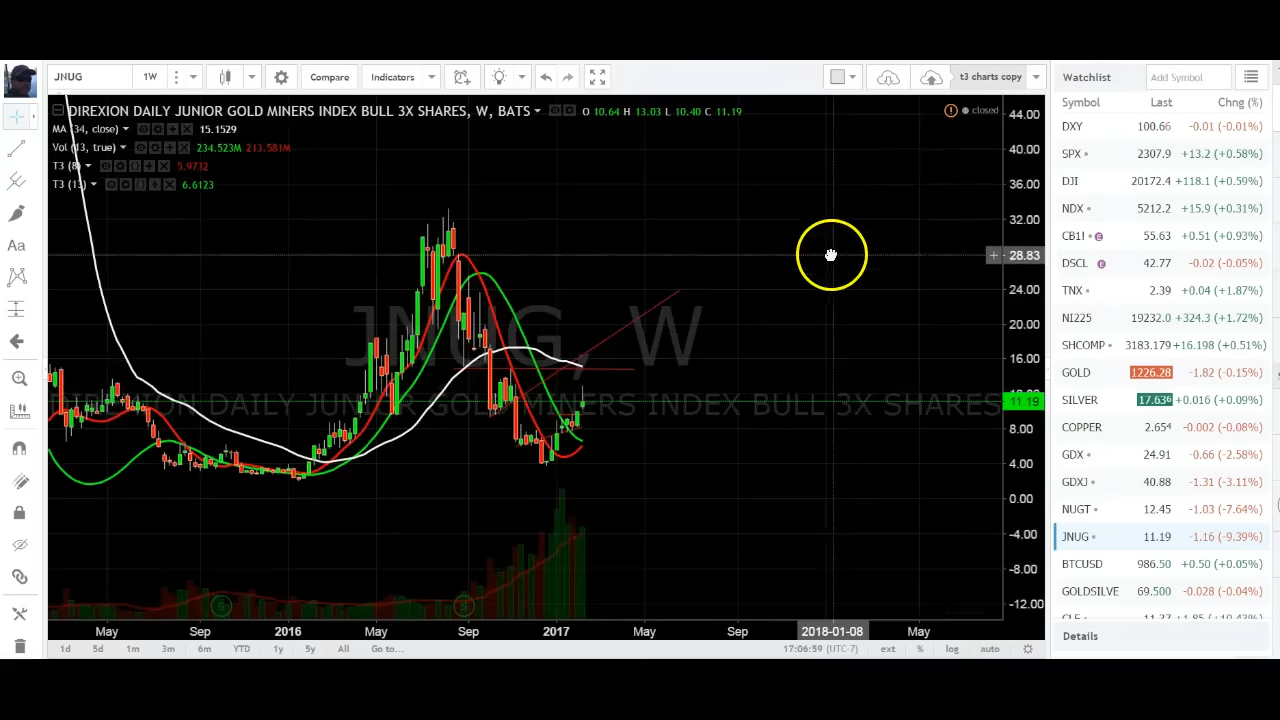 JNUG 1W Compare Indicators t3 charts copy Watchlist Add Symbol
DIREXION DAILY JUNIOR GOLD MINERS INDEX BULL 3X SHARES, W, BATS O 10.64 H 13.03 L 10.40 C 11.19 closed
MA (34, close) 15.1529
Vol (13, true) 234.523M 213.581M
T3 (8) 5.9732
T3 (13) 6.6123
Aa
JNUG, W
DIREXION DAILY JUNIOR GOLD MINERS INDEX BULL 3X SHARES
44.00
40.00
36.00
32.00
28.83
24.00
20.00
16.00
11.19
8.00
4.00
0.00
-4.00
-8.00
-12.00
S S
May Sep 2016 May Sep 2017 May Sep 2018-01-08 May
1d 5d 1m 3m 6m YTD 1y 5y All Go to... 17:06:59 (UTC-7) ext % log auto
Symbol Last Chng (%)
DXY 100.66 -0.01 (-0.01%)
SPX 2307.9 +13.2 (+0.58%)
DJI 20172.4 +118.1 (+0.59%)
NDX 5212.2 +15.9 (+0.31%)
CB1! E 55.63 +0.51 (+0.93%)
DSCL E 42.77 -0.02 (-0.05%)
TNX 2.39 +0.04 (+1.87%)
NI225 19232.0 +324.3 (+1.72%)
SHCOMP 3183.179 +16.198 (+0.51%)
GOLD 1226.28 -1.82 (-0.15%)
SILVER 17.636 +0.016 (+0.09%)
COPPER 2.654 -0.002 (-0.08%)
GDX 24.91 -0.66 (-2.58%)
GDXJ 40.88 -1.31 (-3.11%)
NUGT 12.45 -1.03 (-7.64%)
JNUG 11.19 -1.16 (-9.39%)
BTCUSD 986.50 +0.50 (+0.05%)
GOLDSILVE 69.500 -0.028 (-0.04%)
Details